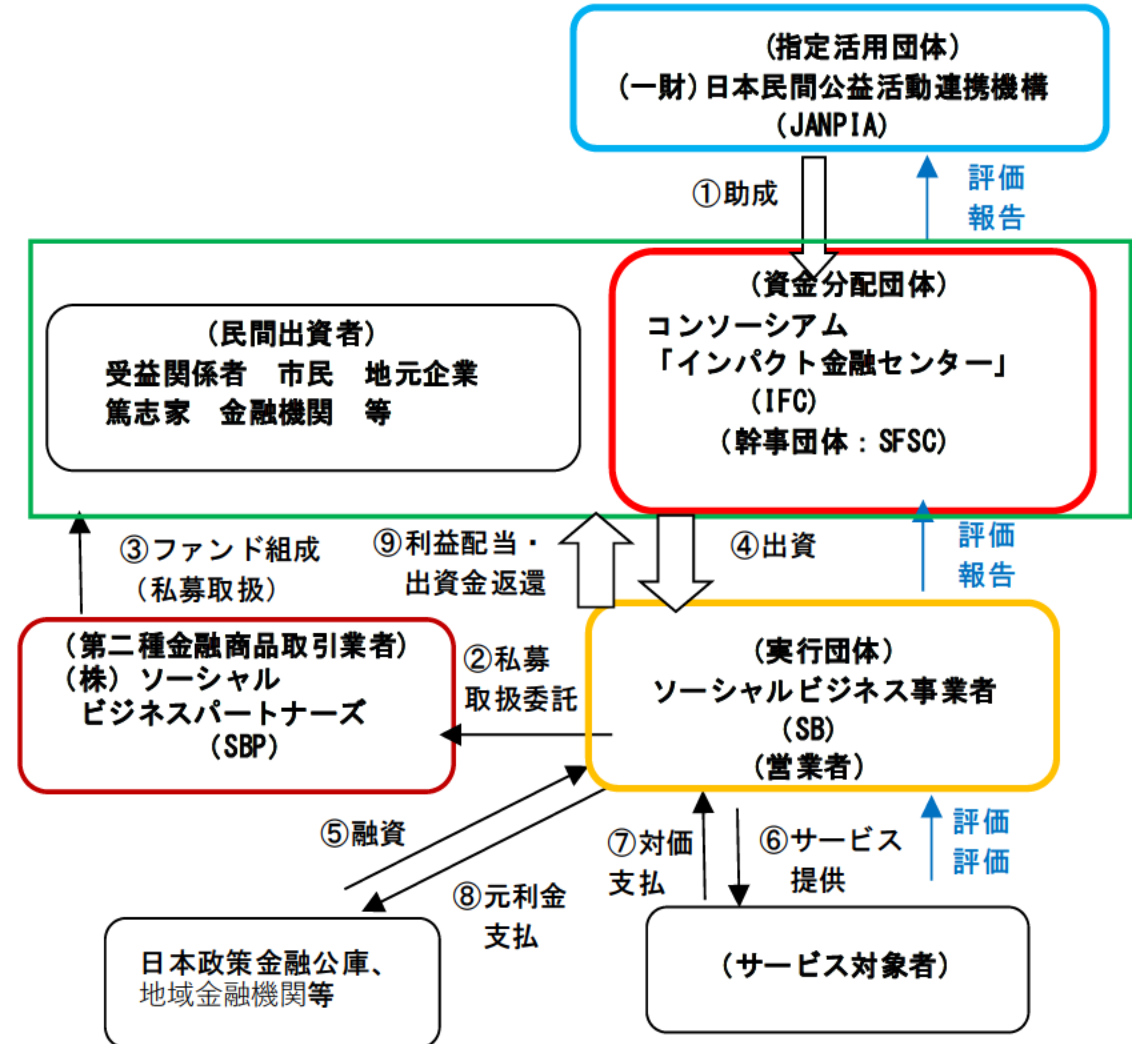 (指定活用団体)
(一財)日本民間公益活動連携機構
(JANPIA)
①助成
評価
報告
(民間出資者)
受益関係者　市民　地元企業
篤志家　金融機関　等
(資金分配団体)
コンソーシアム
「インパクト金融センター」
(IFC)
(幹事団体：SFSC)
③ファンド組成
(私募取扱)
⑨利益配当・
出資金返還
④出資
評価
報告
(第二種金融商品取引業者)
(株) ソーシャル
ビジネスパートナーズ
(SBP)
②私募
取扱委託
(実行団体)
ソーシャルビジネス事業者
(SB)
(営業者)
⑤融資
⑧元利金
支払
⑦対価
支払
⑥サービス
提供
評価
評価
日本政策金融公庫、
地域金融機関等
(サービス対象者)